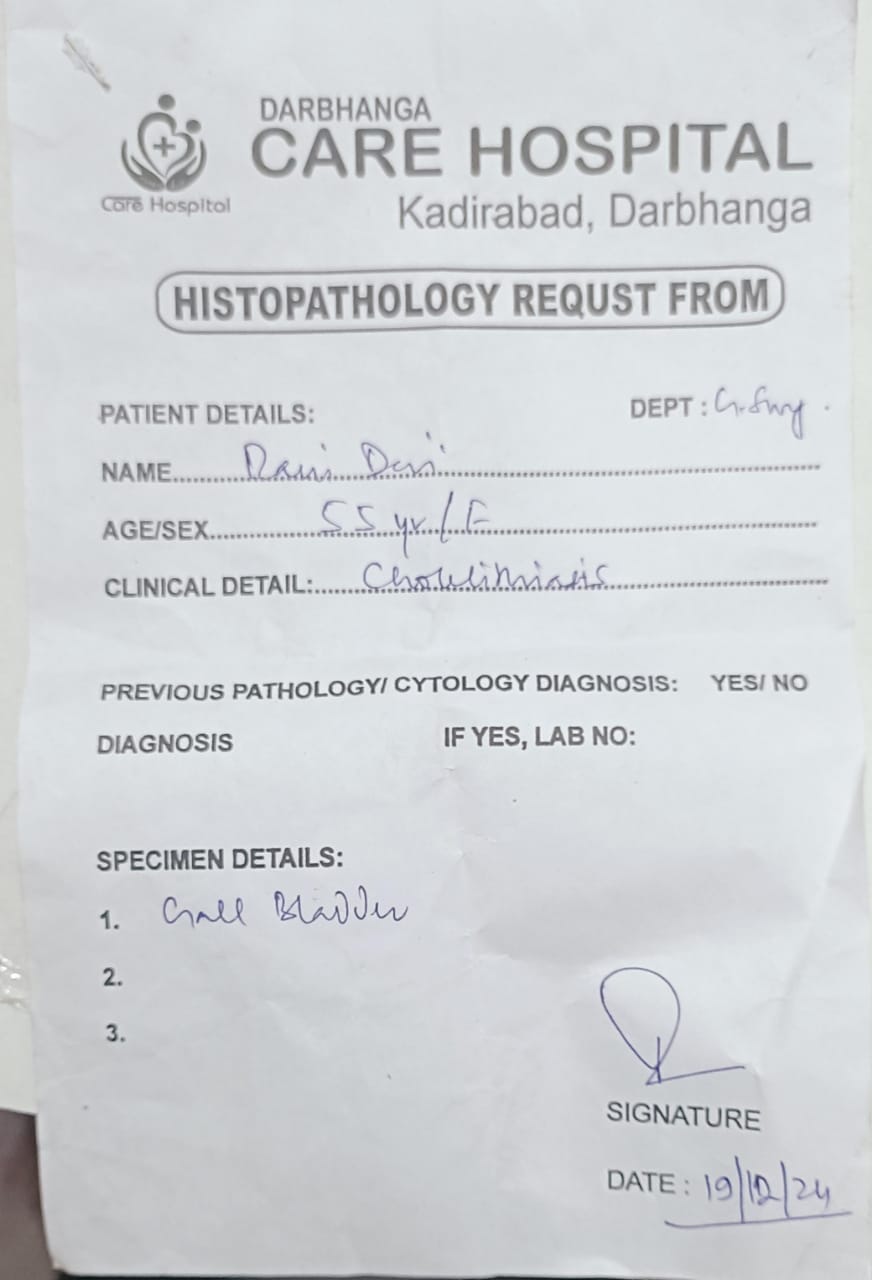 DARBHANGA
CARE HOSPITAL
Care Hospital
Kadirabad, Darbhanga
HISTOPATHOLOGY REQUST FROM
PATIENT DETAILS: DEPT : G. Surg.
NAME Devi
AGE/SEX 55 yr/F
CLINICAL DETAIL: Cholelithiasis
PREVIOUS PATHOLOGY/ CYTOLOGY DIAGNOSIS: YES/ NO
DIAGNOSIS IF YES, LAB NO:
SPECIMEN DETAILS:
1. Gall Bladder
2.
3.
SIGNATURE
DATE : 19/12/24